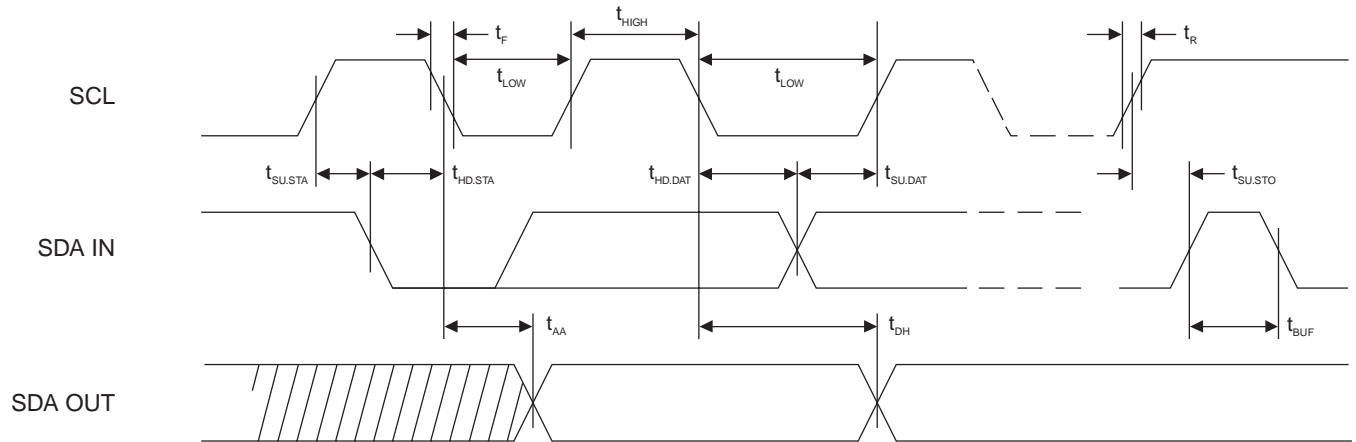 t_HIGH
t_F
t_R
t_LOW
t_LOW
SCL
t_SU.STA
t_HD.STA
t_HD.DAT
t_SU.DAT
t_SU.STO
SDA IN
t_AA
t_DH
t_BUF
SDA OUT